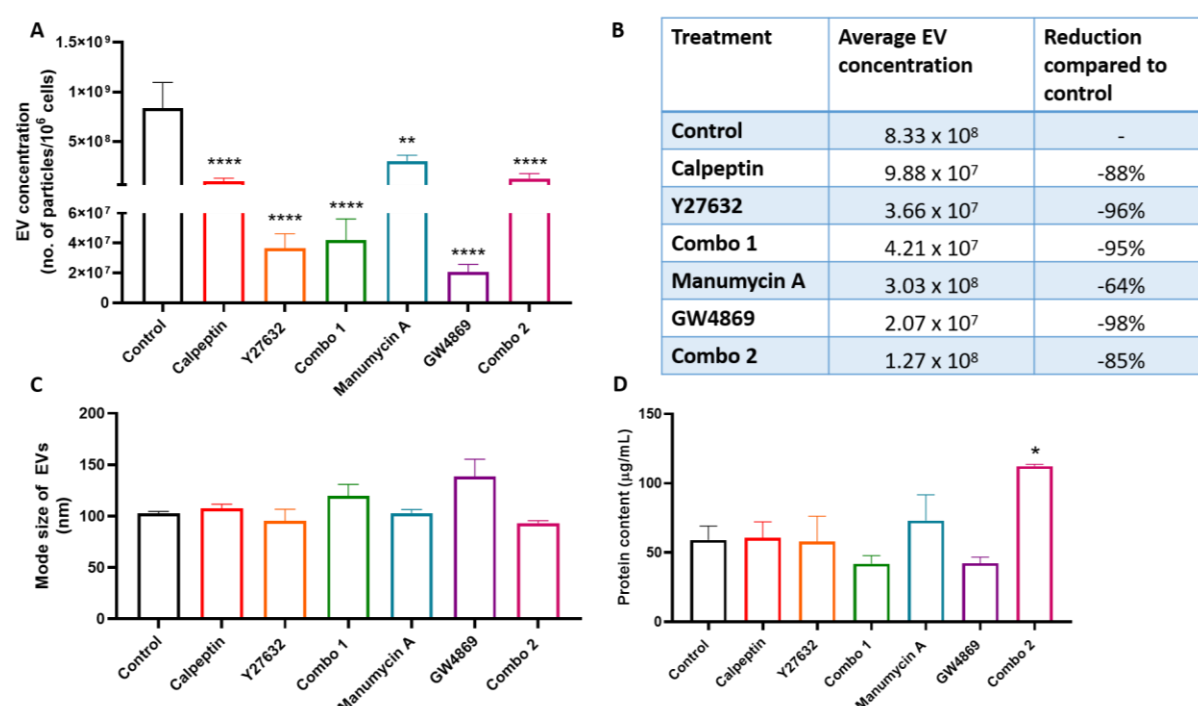 A
EV concentration
(no. of particles/10⁶ cells)
1.5×10⁹
1×10⁹
5×10⁸
6×10⁷
4×10⁷
2×10⁷
0
****
****
****
**
****
****
Control
Calpeptin
Y27632
Combo 1
Manumycin A
GW4869
Combo 2
B
Treatment Average EV concentration Reduction compared to control
Control 8.33 x 10⁸ -
Calpeptin 9.88 x 10⁷ -88%
Y27632 3.66 x 10⁷ -96%
Combo 1 4.21 x 10⁷ -95%
Manumycin A 3.03 x 10⁸ -64%
GW4869 2.07 x 10⁷ -98%
Combo 2 1.27 x 10⁸ -85%
C
Mode size of EVs
(nm)
200
150
100
50
0
Control
Calpeptin
Y27632
Combo 1
Manumycin A
GW4869
Combo 2
D
Protein content (μg/mL)
150
100
50
0
*
Control
Calpeptin
Y27632
Combo 1
Manumycin A
GW4869
Combo 2